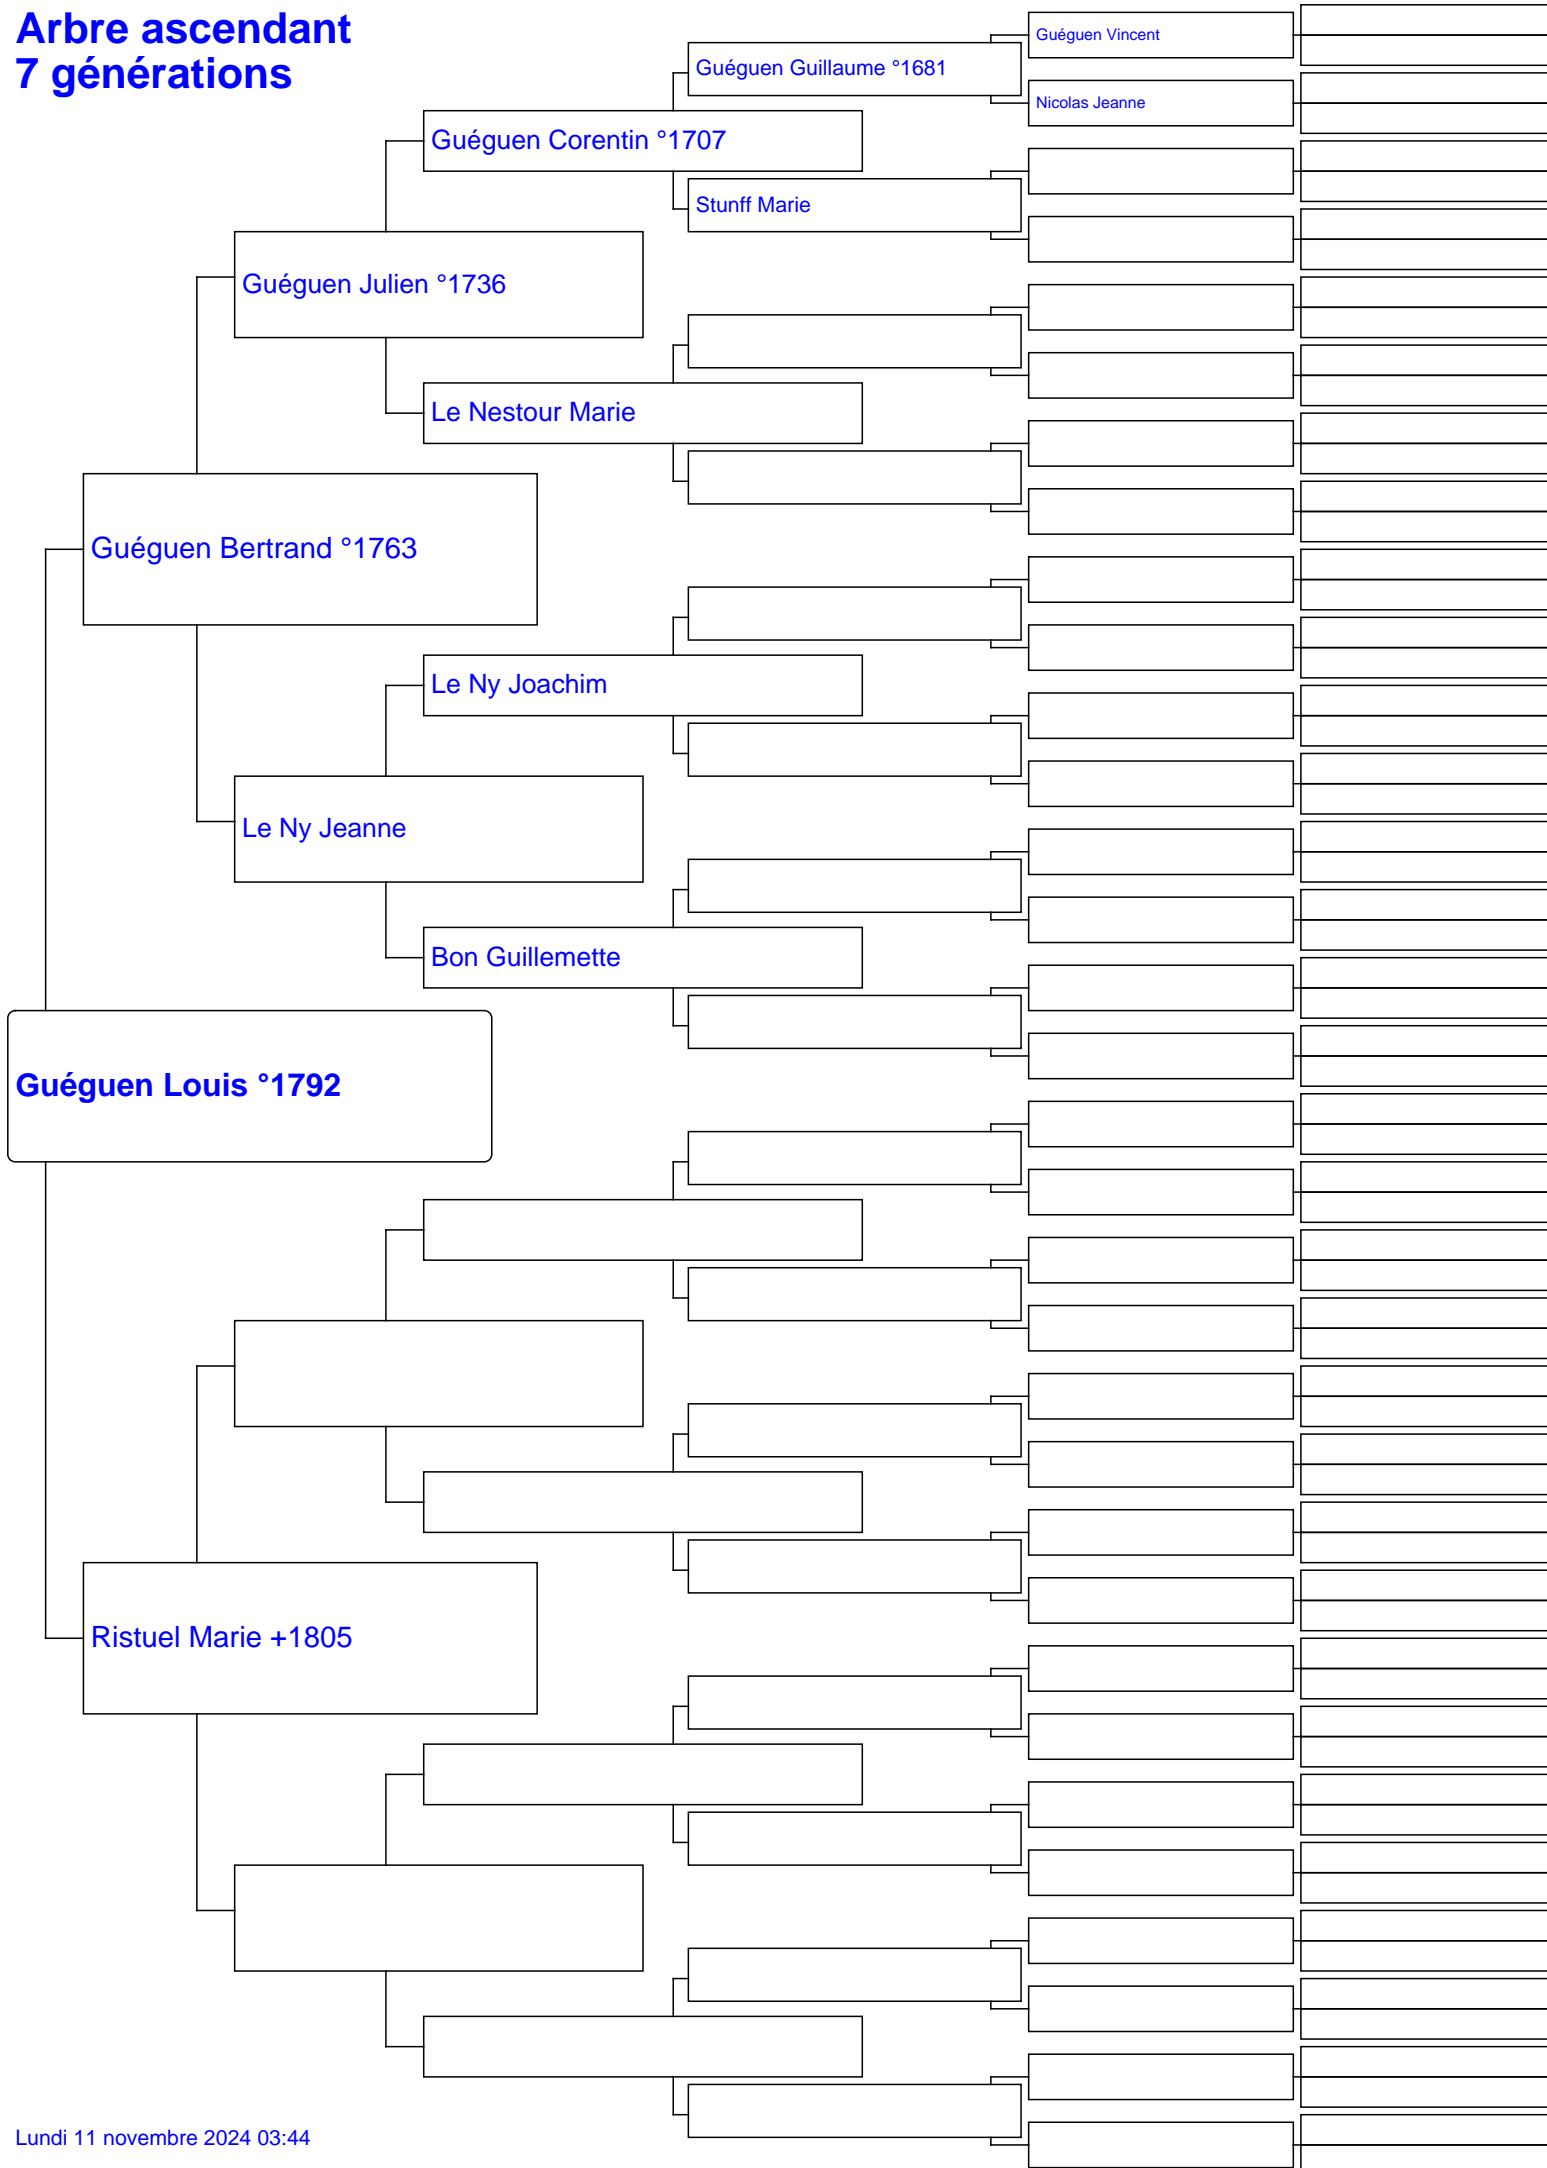 Arbre ascendant
7 générations
Guéguen Vincent
Guéguen Guillaume °1681
Nicolas Jeanne
Guéguen Corentin °1707
Stunff Marie
Guéguen Julien °1736
Le Nestour Marie
Guéguen Bertrand °1763
Le Ny Joachim
Le Ny Jeanne
Bon Guillemette
Guéguen Louis °1792
Ristuel Marie +1805
Lundi 11 novembre 2024 03:44